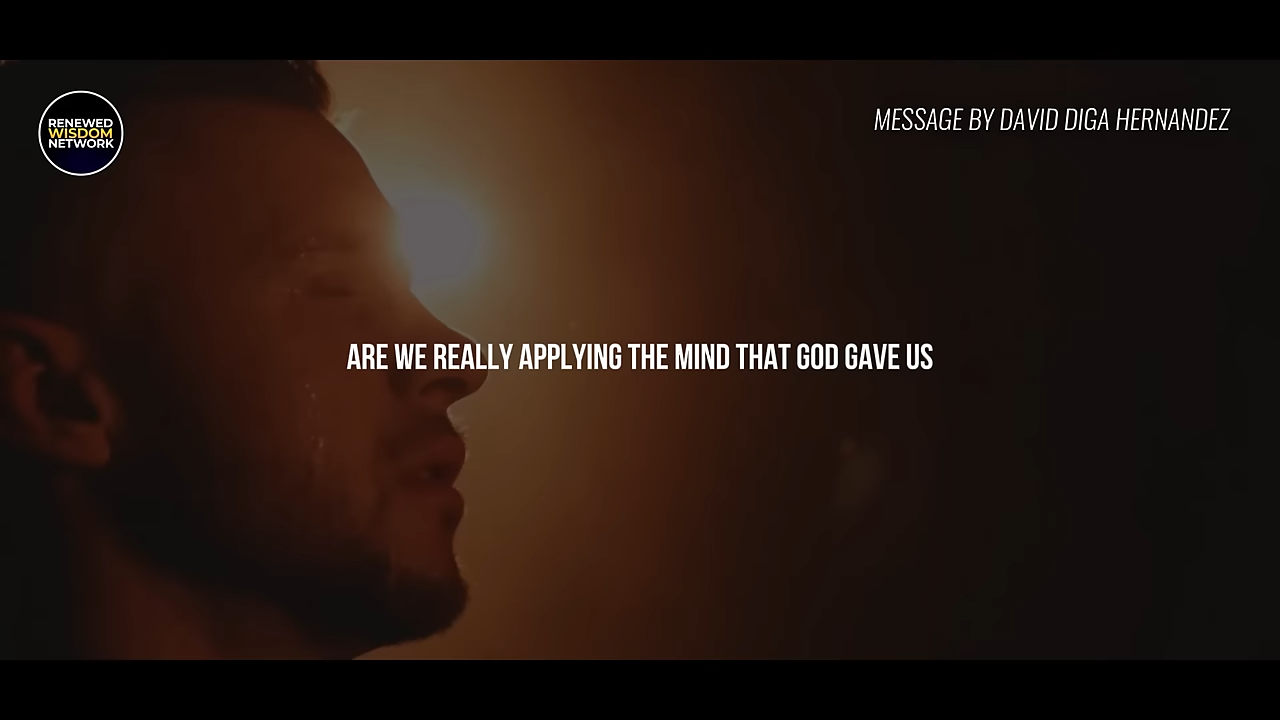 RENEWED
WISDOM
NETWORK
MESSAGE BY DAVID DIGA HERNANDEZ
ARE WE REALLY APPLYING THE MIND THAT GOD GAVE US